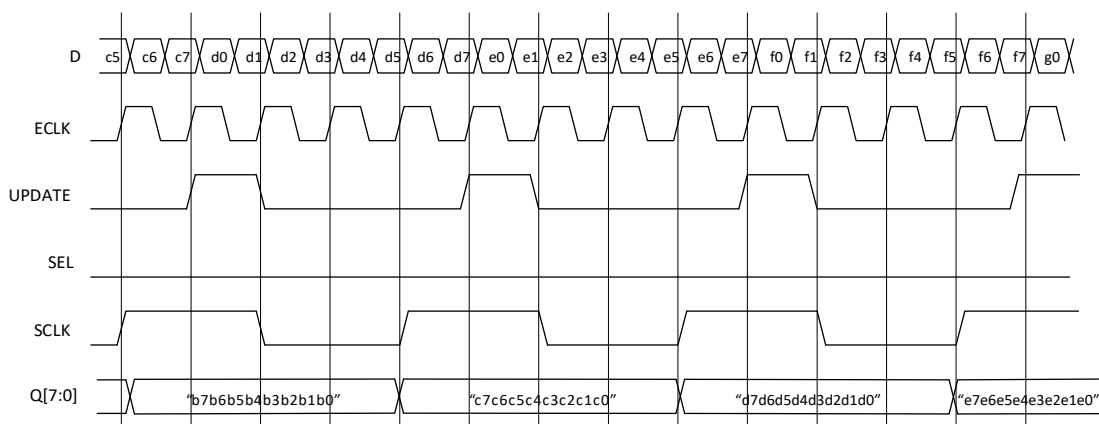 D c5 c6 c7 d0 d1 d2 d3 d4 d5 d6 d7 e0 e1 e2 e3 e4 e5 e6 e7 f0 f1 f2 f3 f4 f5 f6 f7 g0
ECLK
UPDATE
SEL
SCLK
Q[7:0] “b7b6b5b4b3b2b1b0” “c7c6c5c4c3c2c1c0” “d7d6d5d4d3d2d1d0” “e7e6e5e4e3e2e1e0”